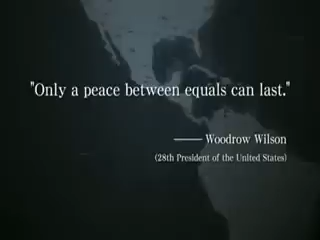 "Only a peace between equals can last."
—— Woodrow Wilson
(28th President of the United States)